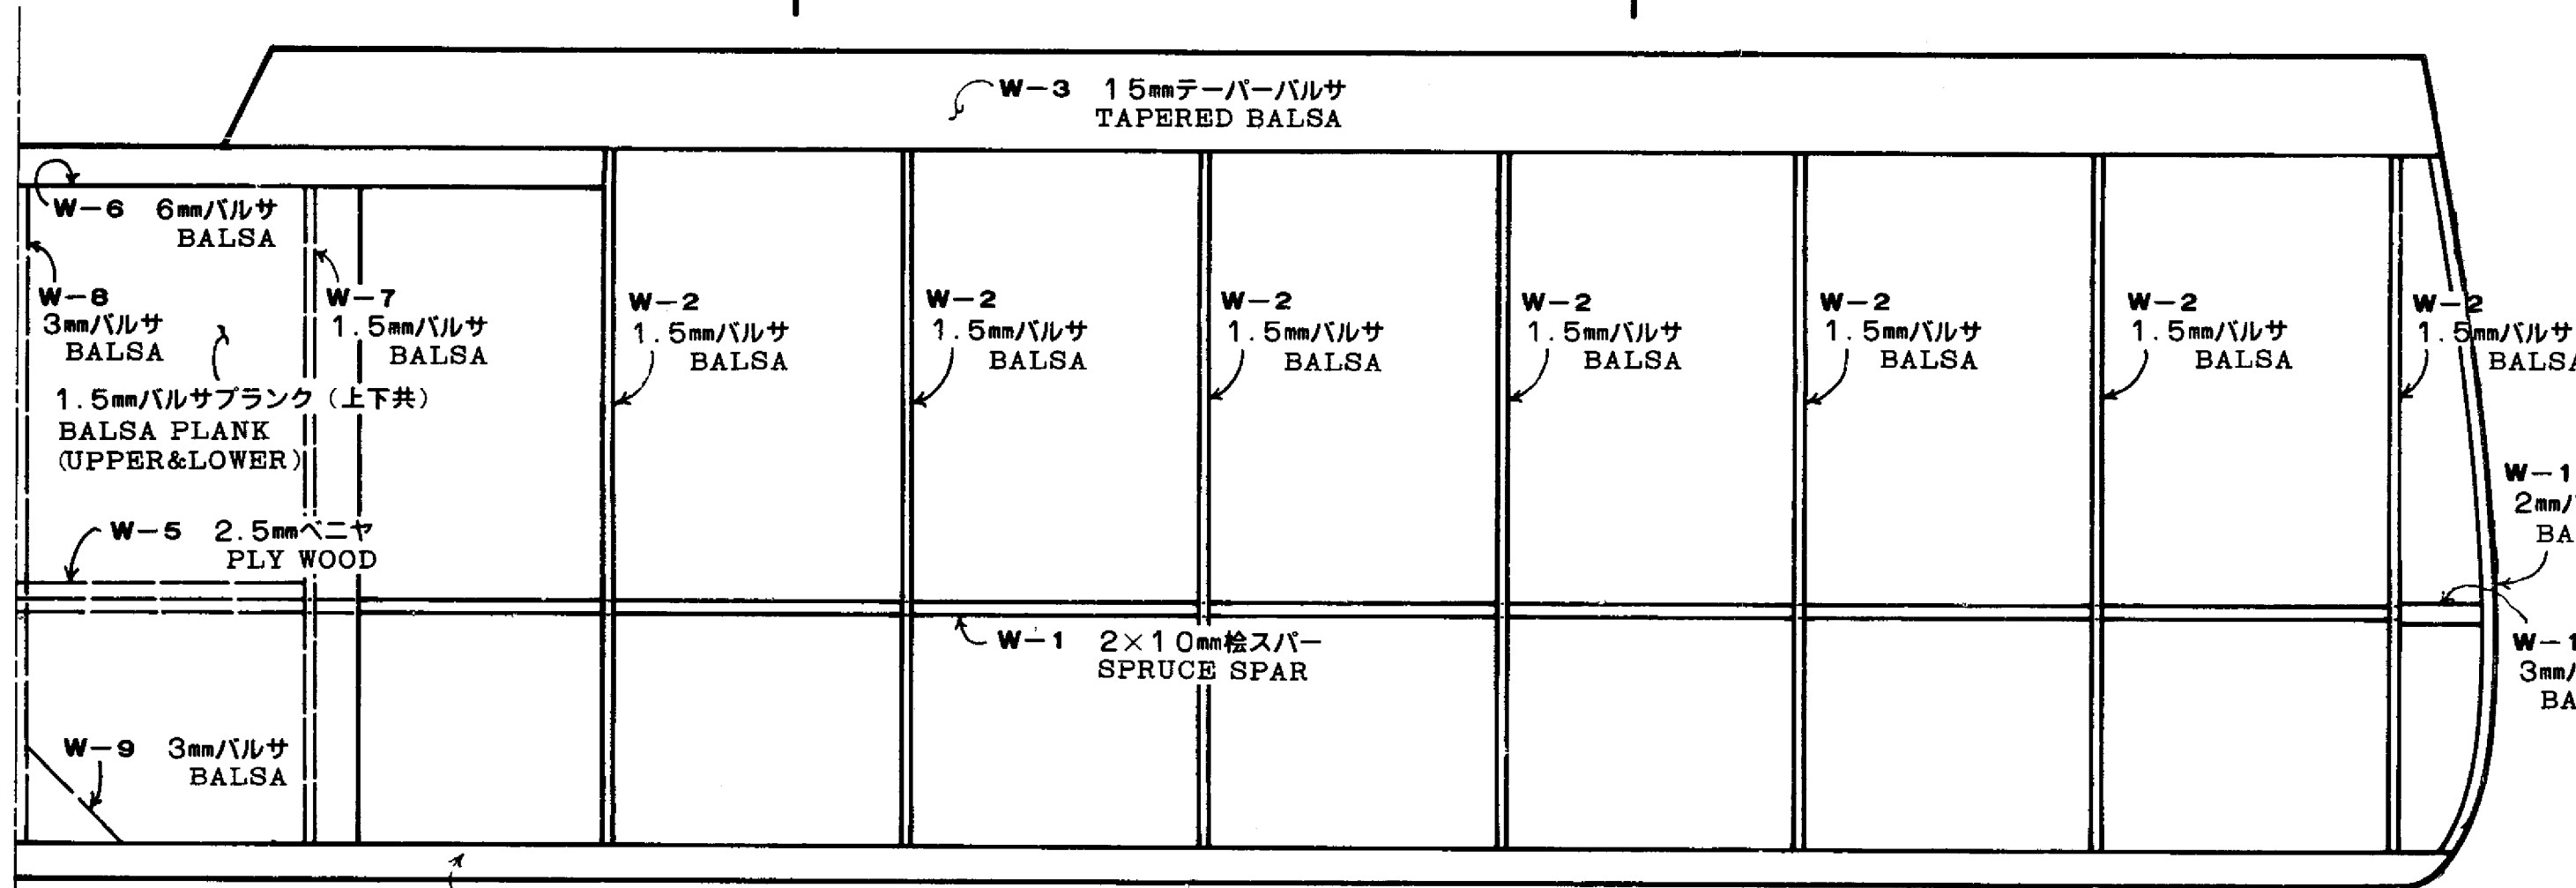 W-3 15mmテーパーバルサ
TAPERED BALSA
W-6 6mmバルサ
BALSA
W-8
3mmバルサ
BALSA
W-7
1.5mmバルサ
BALSA
W-2
1.5mmバルサ
BALSA
W-2
1.5mmバルサ
BALSA
W-2
1.5mmバルサ
BALSA
W-2
1.5mmバルサ
BALSA
W-2
1.5mmバルサ
BALSA
W-2
1.5mmバルサ
BALSA
W-2
1.5mmバルサ
BALSA
1.5mmバルサプランク(上下共)
BALSA PLANK
(UPPER&LOWER)
W-5 2.5mmベニヤ
PLY WOOD
W-1 2×10mm桧スパー
SPRUCE SPAR
W-9 3mmバルサ
BALSA
W-1
2mm
BA
W-1
3mm
BA